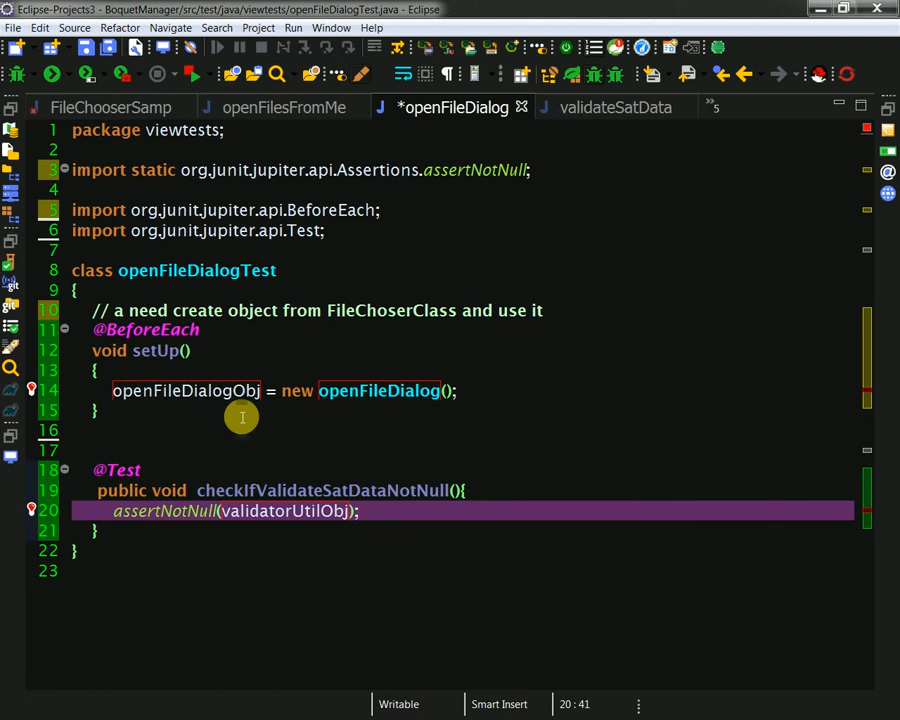 Eclipse-Projects3 - BoquetManager/src/test/java/viewtests/openFileDialogTest.java - Eclipse
File Edit Source Refactor Navigate Search Project Run Window Help
FileChooserSamp openFilesFromMe *openFileDialog validateSatData »5
1 package viewtests;
2
3 import static org.junit.jupiter.api.Assertions.assertNotNull;
4
5 import org.junit.jupiter.api.BeforeEach;
6 import org.junit.jupiter.api.Test;
7
8 class openFileDialogTest
9 {
10 // a need create object from FileChoserClass and use it
11 @BeforeEach
12 void setUp()
13 {
14 openFileDialogObj = new openFileDialog();
15 }
16
17
18 @Test
19 public void checkIfValidateSatDataNotNull(){
20 assertNotNull(validatorUtilObj);
21 }
22 }
23
Writable Smart Insert 20 : 41